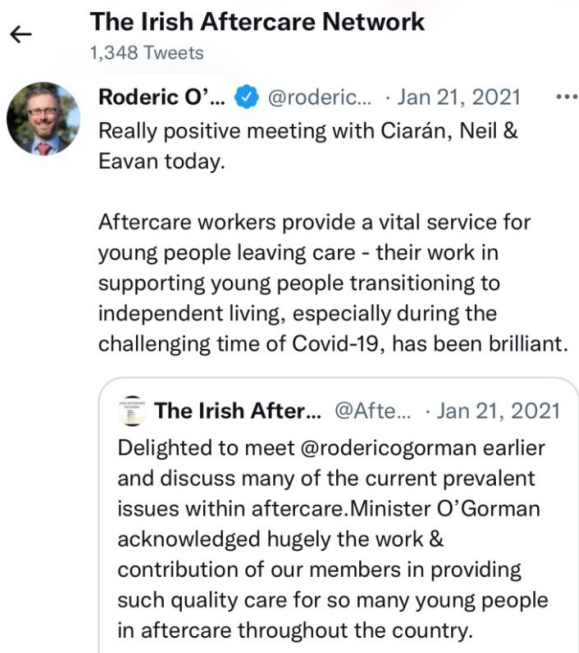 The Irish Aftercare Network
1,348 Tweets
Roderic O'... @roderic... · Jan 21, 2021 ...
Really positive meeting with Ciarán, Neil &
Eavan today.
Aftercare workers provide a vital service for
young people leaving care - their work in
supporting young people transitioning to
independent living, especially during the
challenging time of Covid-19, has been brilliant.
The Irish After... @Afte... · Jan 21, 2021
Delighted to meet @rodericogorman earlier
and discuss many of the current prevalent
issues within aftercare.Minister O'Gorman
acknowledged hugely the work &
contribution of our members in providing
such quality care for so many young people
in aftercare throughout the country.